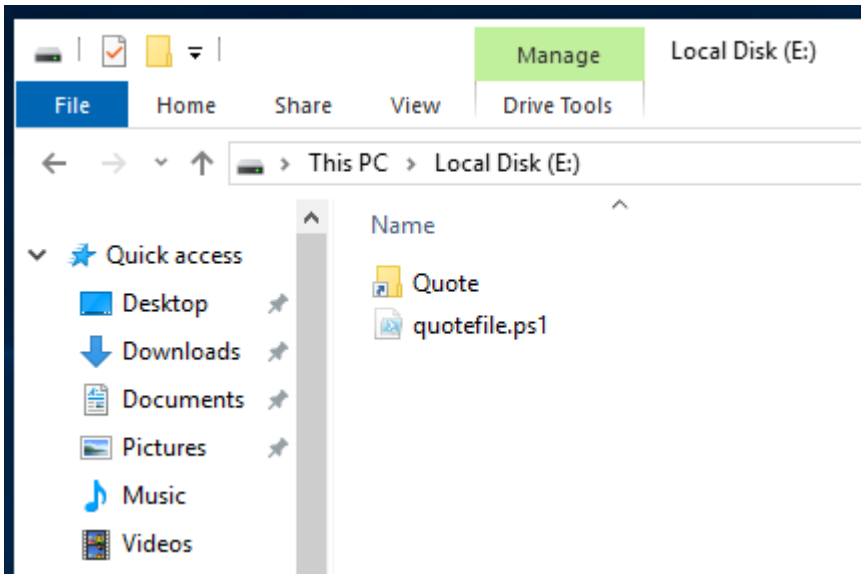 Manage Local Disk (E:)
File Home Share View Drive Tools
This PC Local Disk (E:)
Name
Quick access
Quote
Desktop
quotefile.ps1
Downloads
Documents
Pictures
Music
Videos